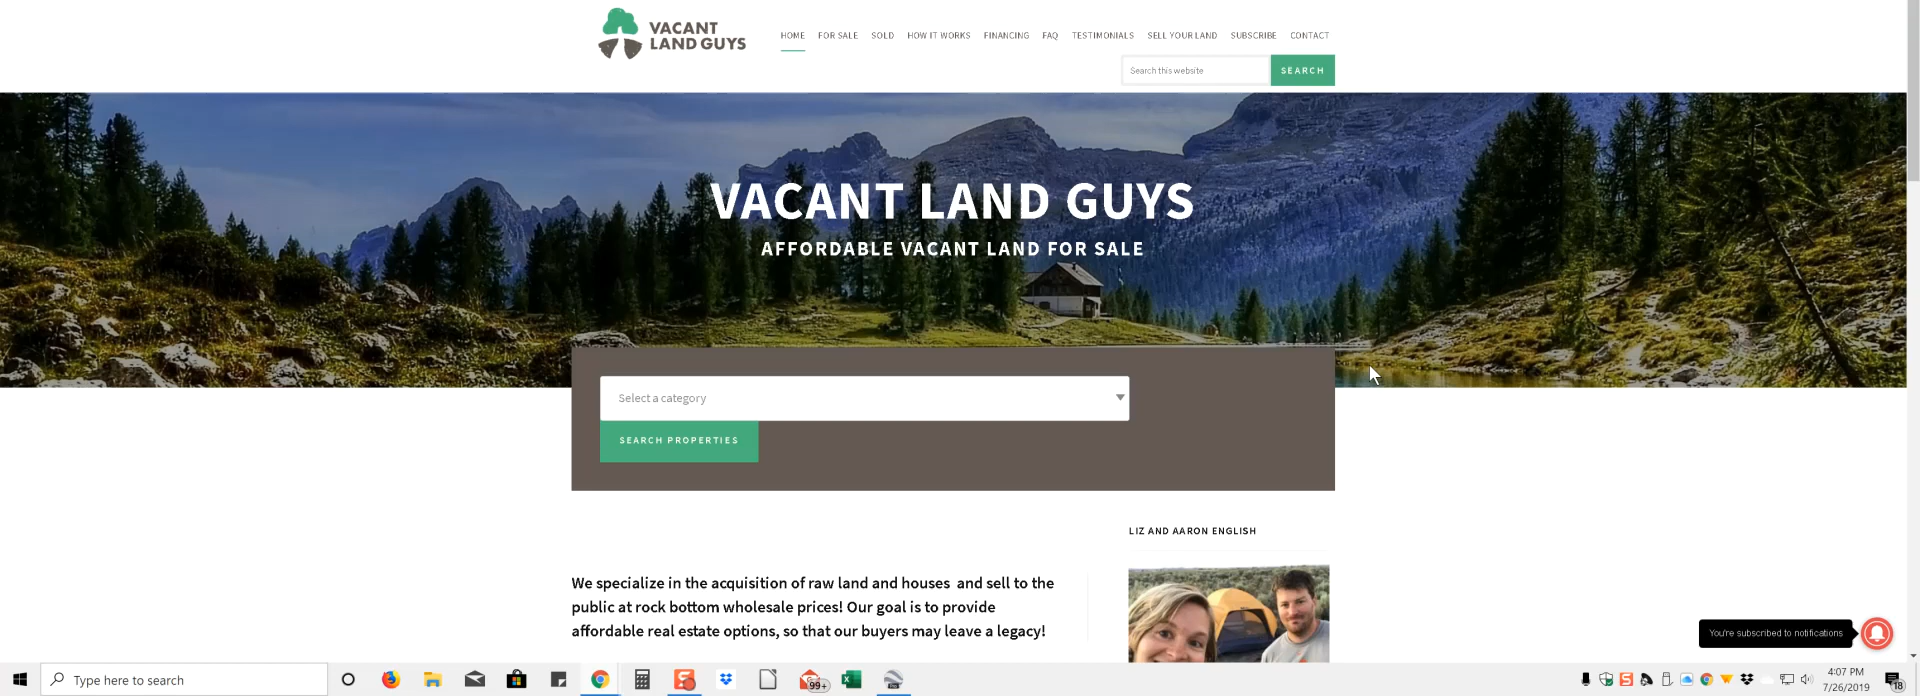 VACANT
LAND GUYS
HOME FOR SALE SOLD HOW IT WORKS FINANCING FAQ TESTIMONIALS SELL YOUR LAND SUBSCRIBE CONTACT
Search this website SEARCH
VACANT LAND GUYS
AFFORDABLE VACANT LAND FOR SALE
Select a category
SEARCH PROPERTIES
LIZ AND AARON ENGLISH
We specialize in the acquisition of raw land and houses and sell to the
public at rock bottom wholesale prices! Our goal is to provide
affordable real estate options, so that our buyers may leave a legacy!
You're subscribed to notifications
Type here to search
99+
4:07 PM
7/26/2019
18